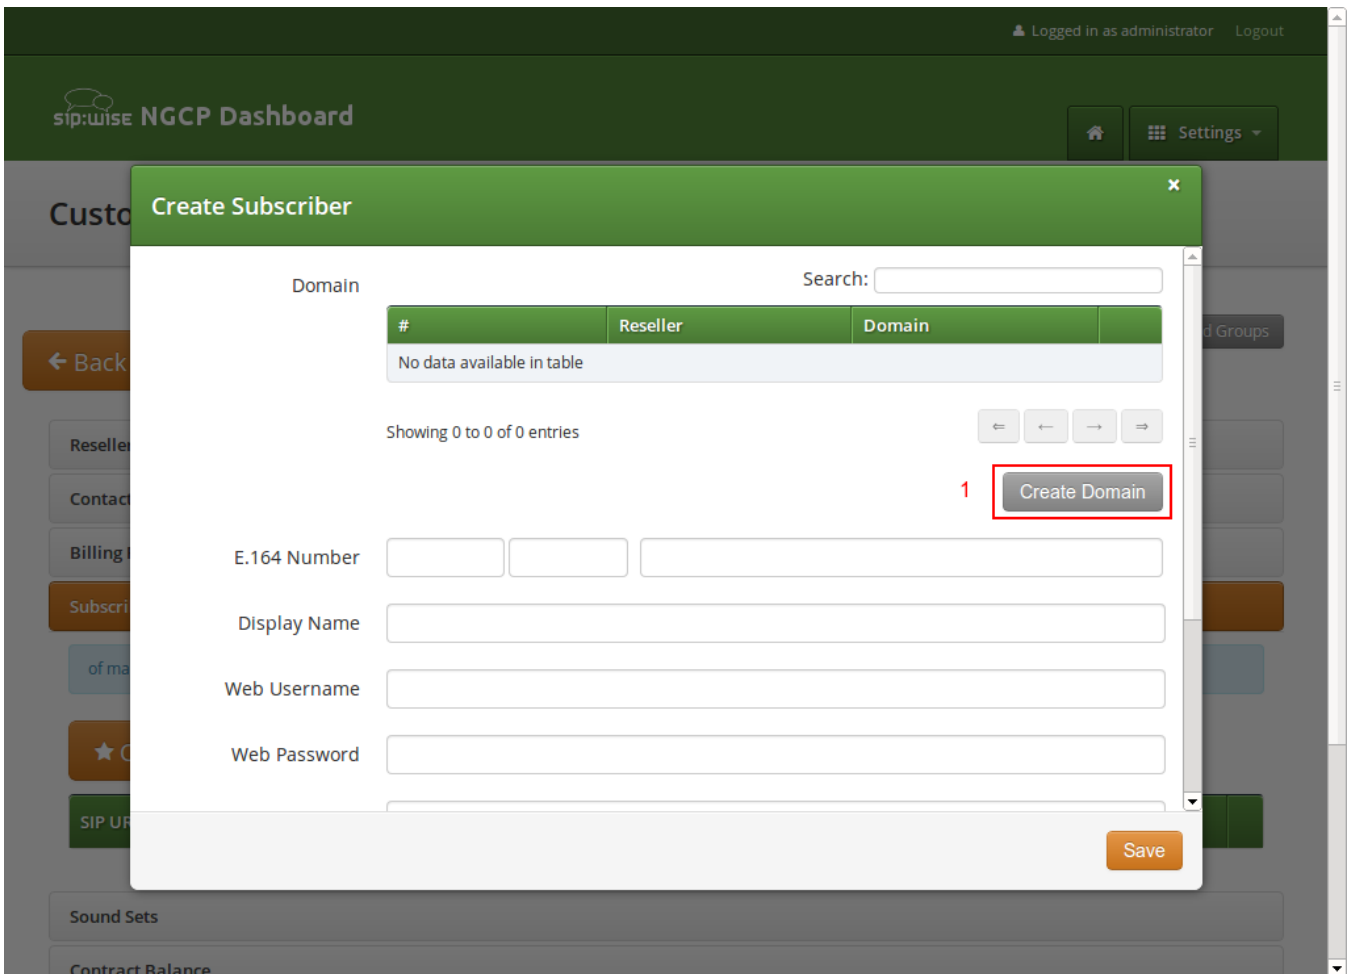 Logged in as administrator Logout
sip:wise NGCP Dashboard
Settings
Custo
Create Subscriber
×
Domain
Search:
# Reseller Domain
d Groups
Back
No data available in table
Showing 0 to 0 of 0 entries
⇐ ← → ⇒
Reseller
1 Create Domain
Contact
Billing
E.164 Number
Subscri
Display Name
of ma
Web Username
Web Password
SIP UR
Save
Sound Sets
Contract Balance